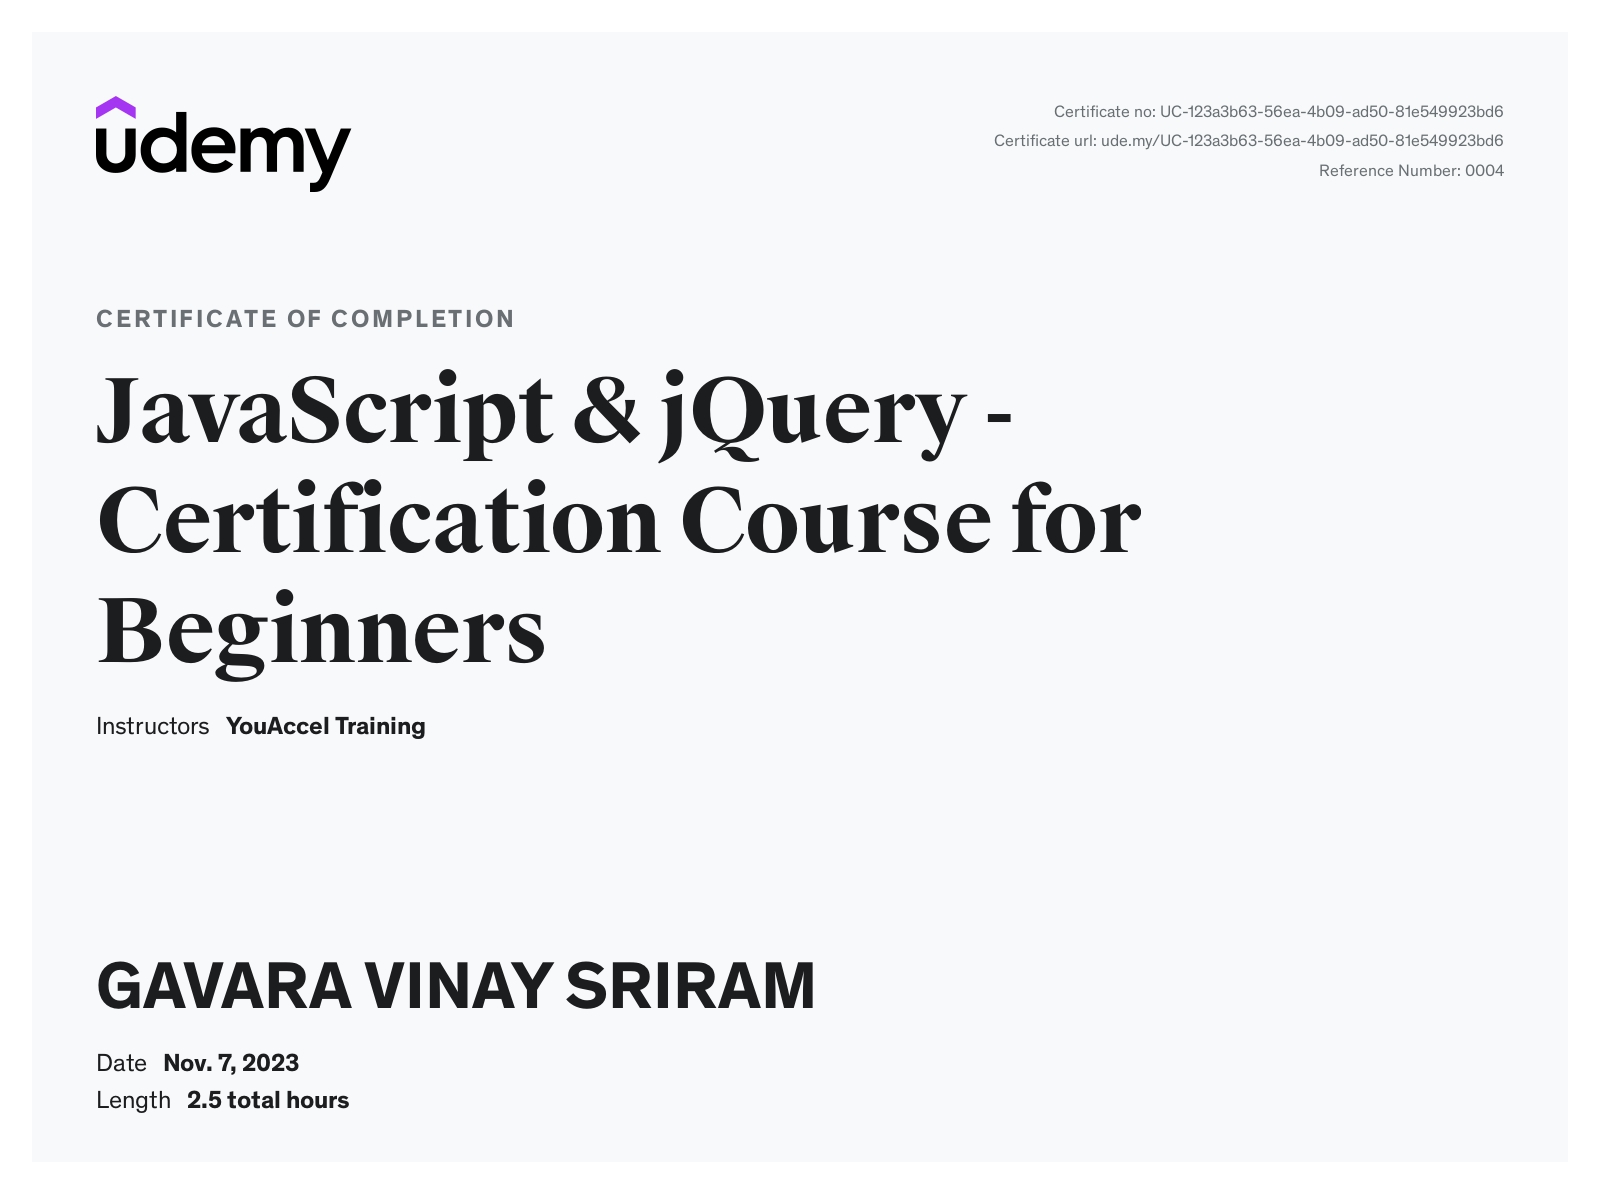 udemy
Certificate no: UC-123a3b63-56ea-4b09-ad50-81e549923bd6
Certificate url: ude.my/UC-123a3b63-56ea-4b09-ad50-81e549923bd6
Reference Number: 0004
CERTIFICATE OF COMPLETION
JavaScript & jQuery -
Certification Course for
Beginners
Instructors YouAccel Training
GAVARA VINAY SRIRAM
Date Nov. 7, 2023
Length 2.5 total hours